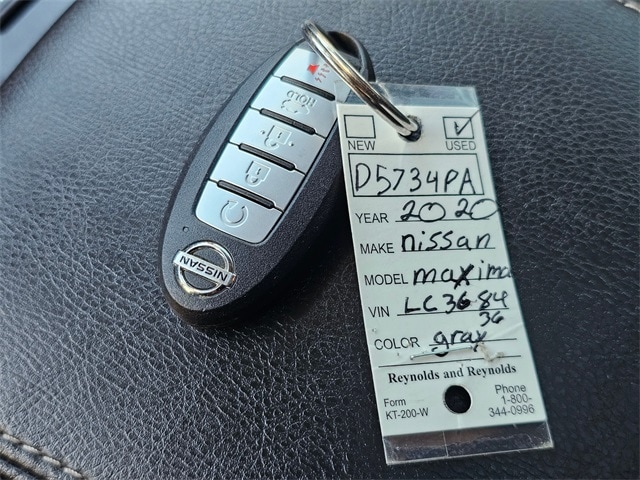 HOLD
NISSAN
NEW USED
D5734PA
YEAR 2020
MAKE nissan
MODEL maxima
VIN LC3684
36
COLOR gray
Reynolds and Reynolds
Form
KT-200-W
Phone
1-800-
344-0996